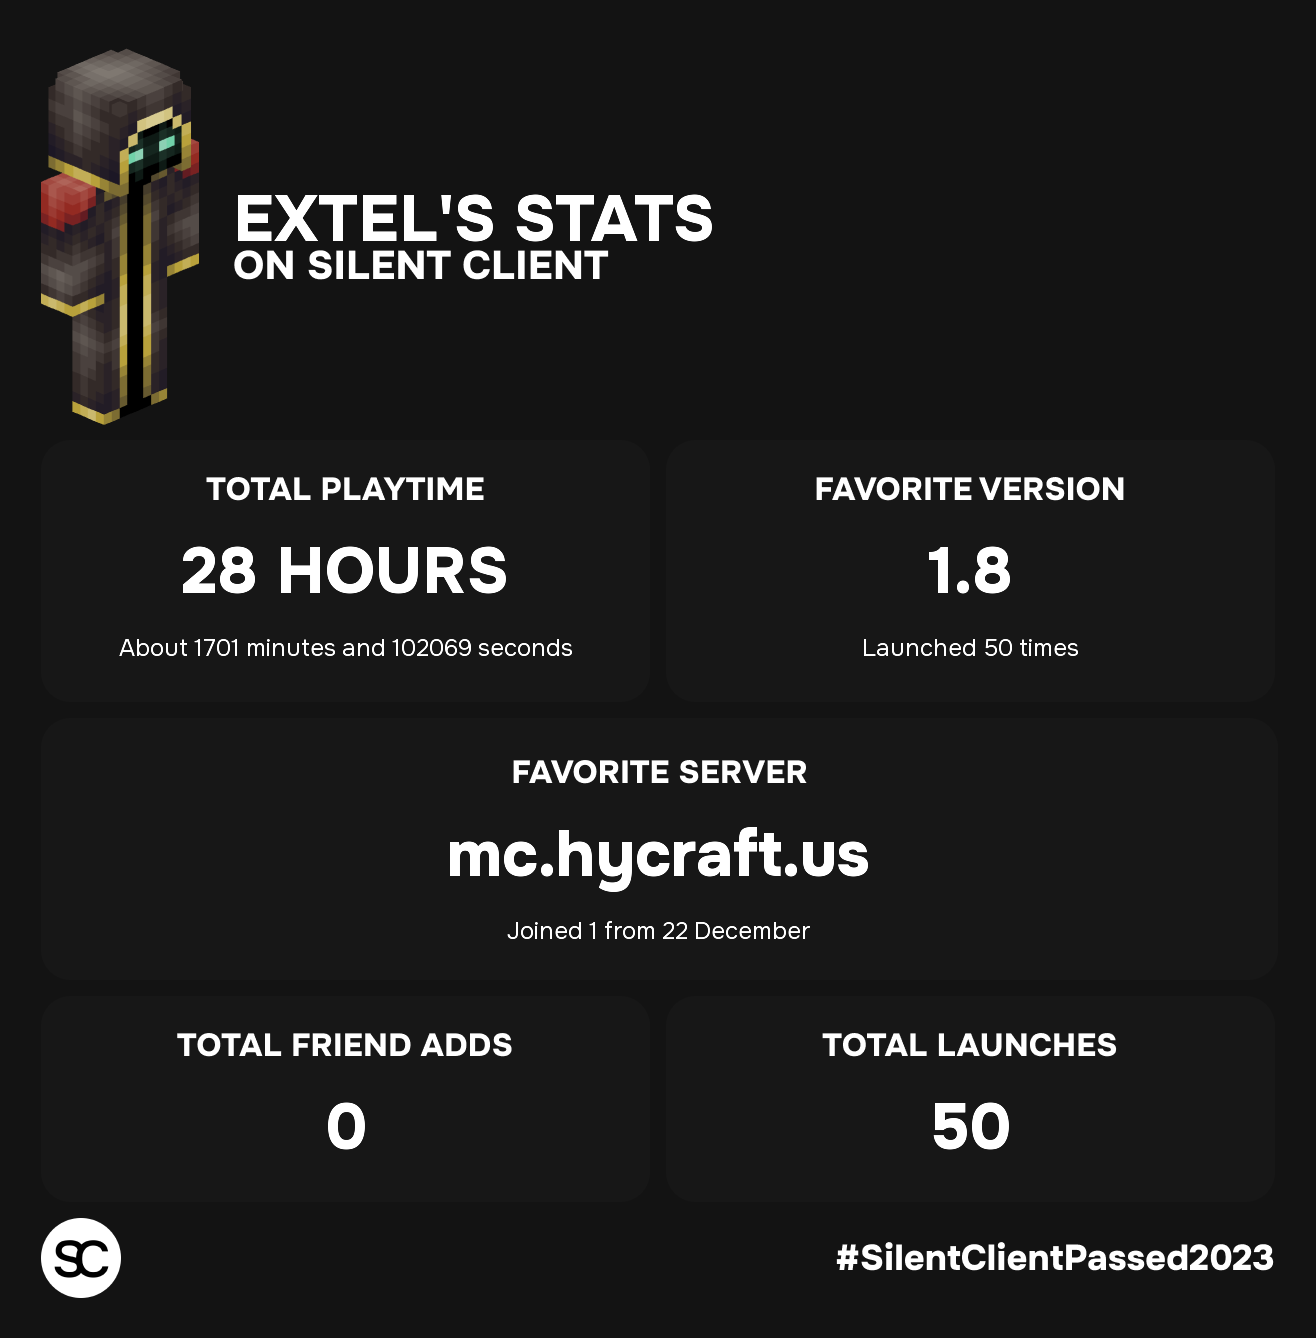 EXTEL'S STATS
ON SILENT CLIENT
TOTAL PLAYTIME
28 HOURS
About 1701 minutes and 102069 seconds
FAVORITE VERSION
1.8
Launched 50 times
FAVORITE SERVER
mc.hycraft.us
Joined 1 from 22 December
TOTAL FRIEND ADDS
0
TOTAL LAUNCHES
50
SC
#SilentClientPassed2023